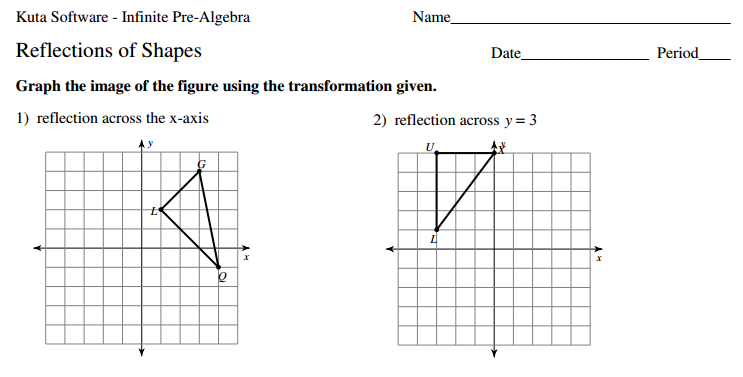 Kuta Software - Infinite Pre-Algebra Name
Reflections of Shapes Date Period
Graph the image of the figure using the transformation given.
1) reflection across the x-axis 2) reflection across y = 3
y
G
L
x
Q
U
L
x